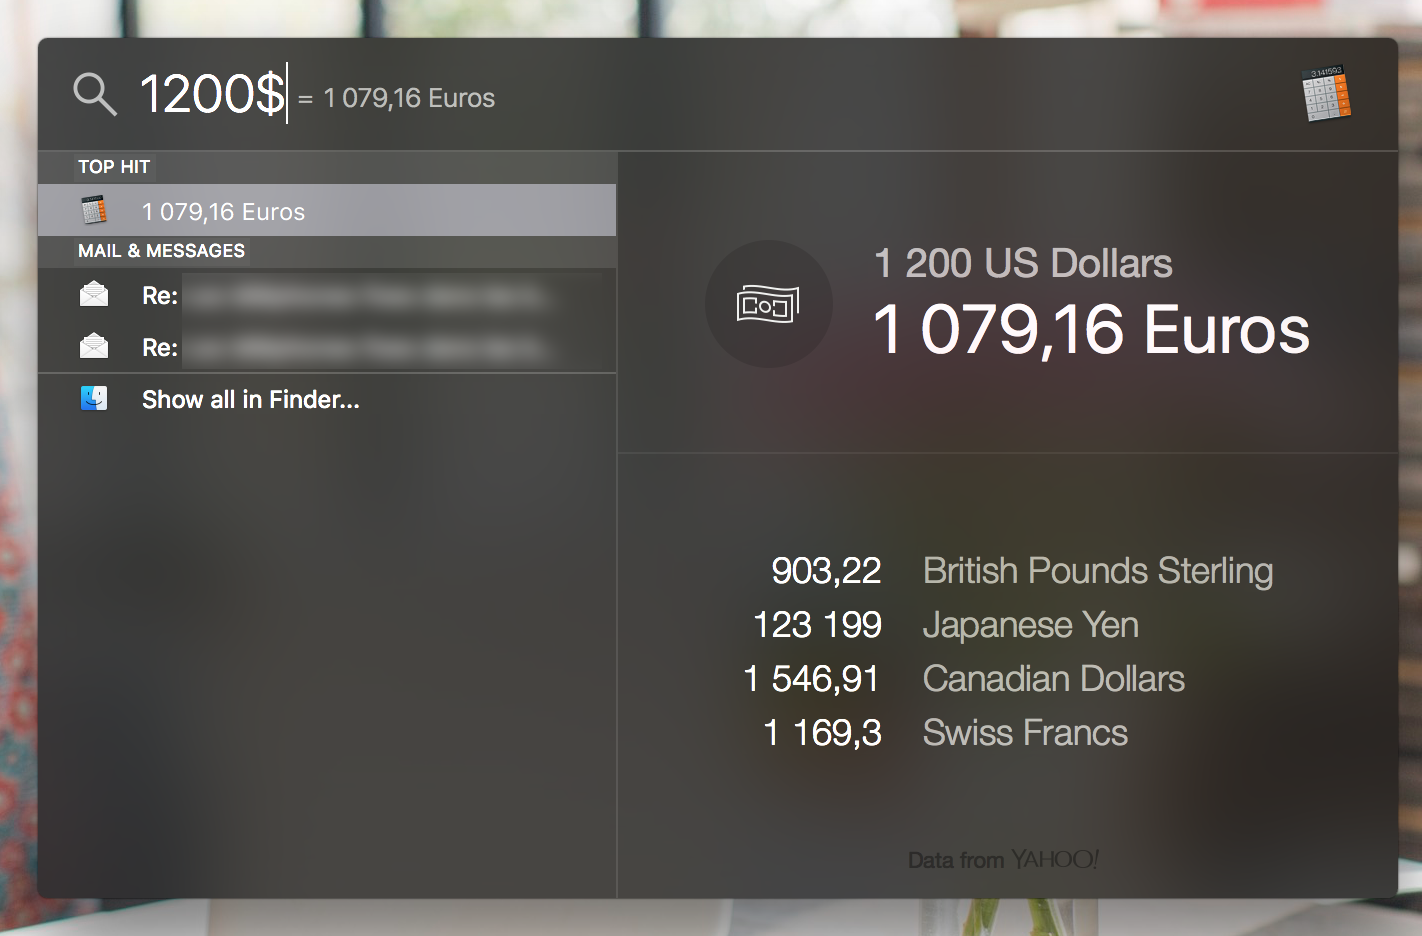 1200$ = 1 079,16 Euros
TOP HIT
1 079,16 Euros
MAIL & MESSAGES
Re:
Re:
Show all in Finder...
3.141593
1 200 US Dollars
1 079,16 Euros
903,22 British Pounds Sterling
123 199 Japanese Yen
1 546,91 Canadian Dollars
1 169,3 Swiss Francs
Data from YAHOO!